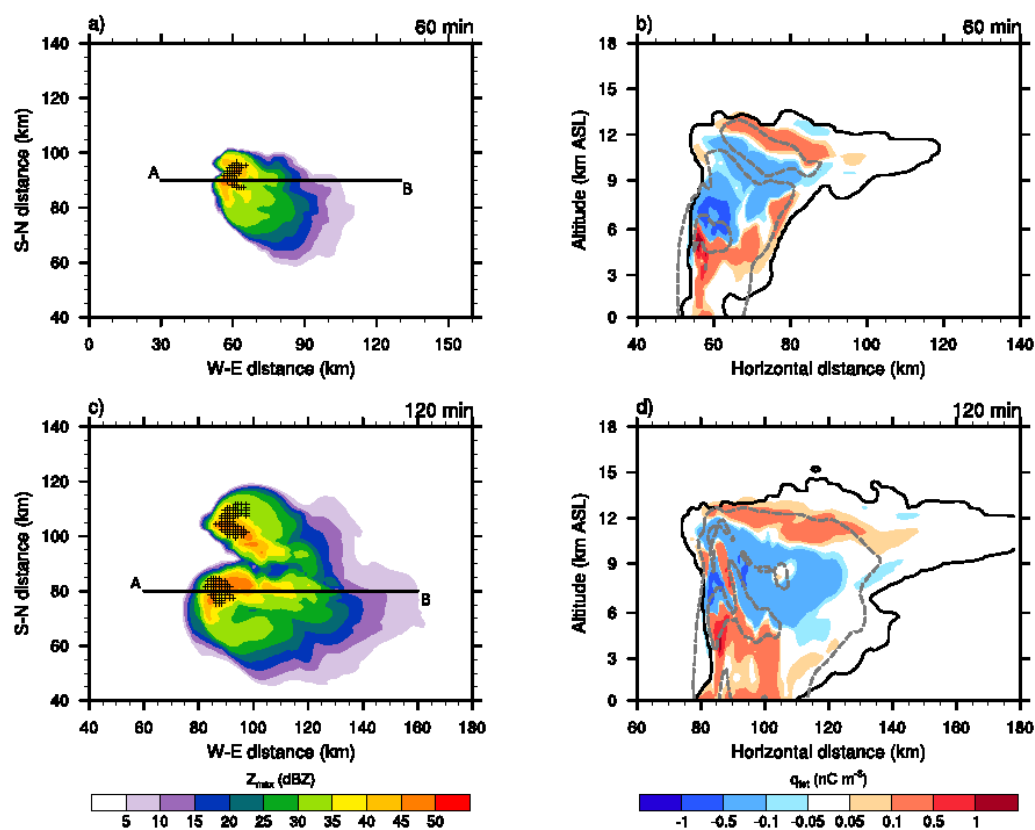 a) 60 min
b) 60 min
140
120
100
80
60
40
S-N distance (km)
A
B
0 30 60 90 120 150
W-E distance (km)
18
15
12
9
6
3
0
Altitude (km ASL)
40 60 80 100 120 140
Horizontal distance (km)
c) 120 min
d) 120 min
140
120
100
80
60
40
S-N distance (km)
A
B
40 60 80 100 120 140 160 180
W-E distance (km)
18
15
12
9
6
3
0
Altitude (km ASL)
60 80 100 120 140 160 180
Horizontal distance (km)
Zmax (dBZ)
5 10 15 20 25 30 35 40 45 50
qtot (nC m⁻³)
-1 -0.5 -0.1 -0.05 0.05 0.1 0.5 1